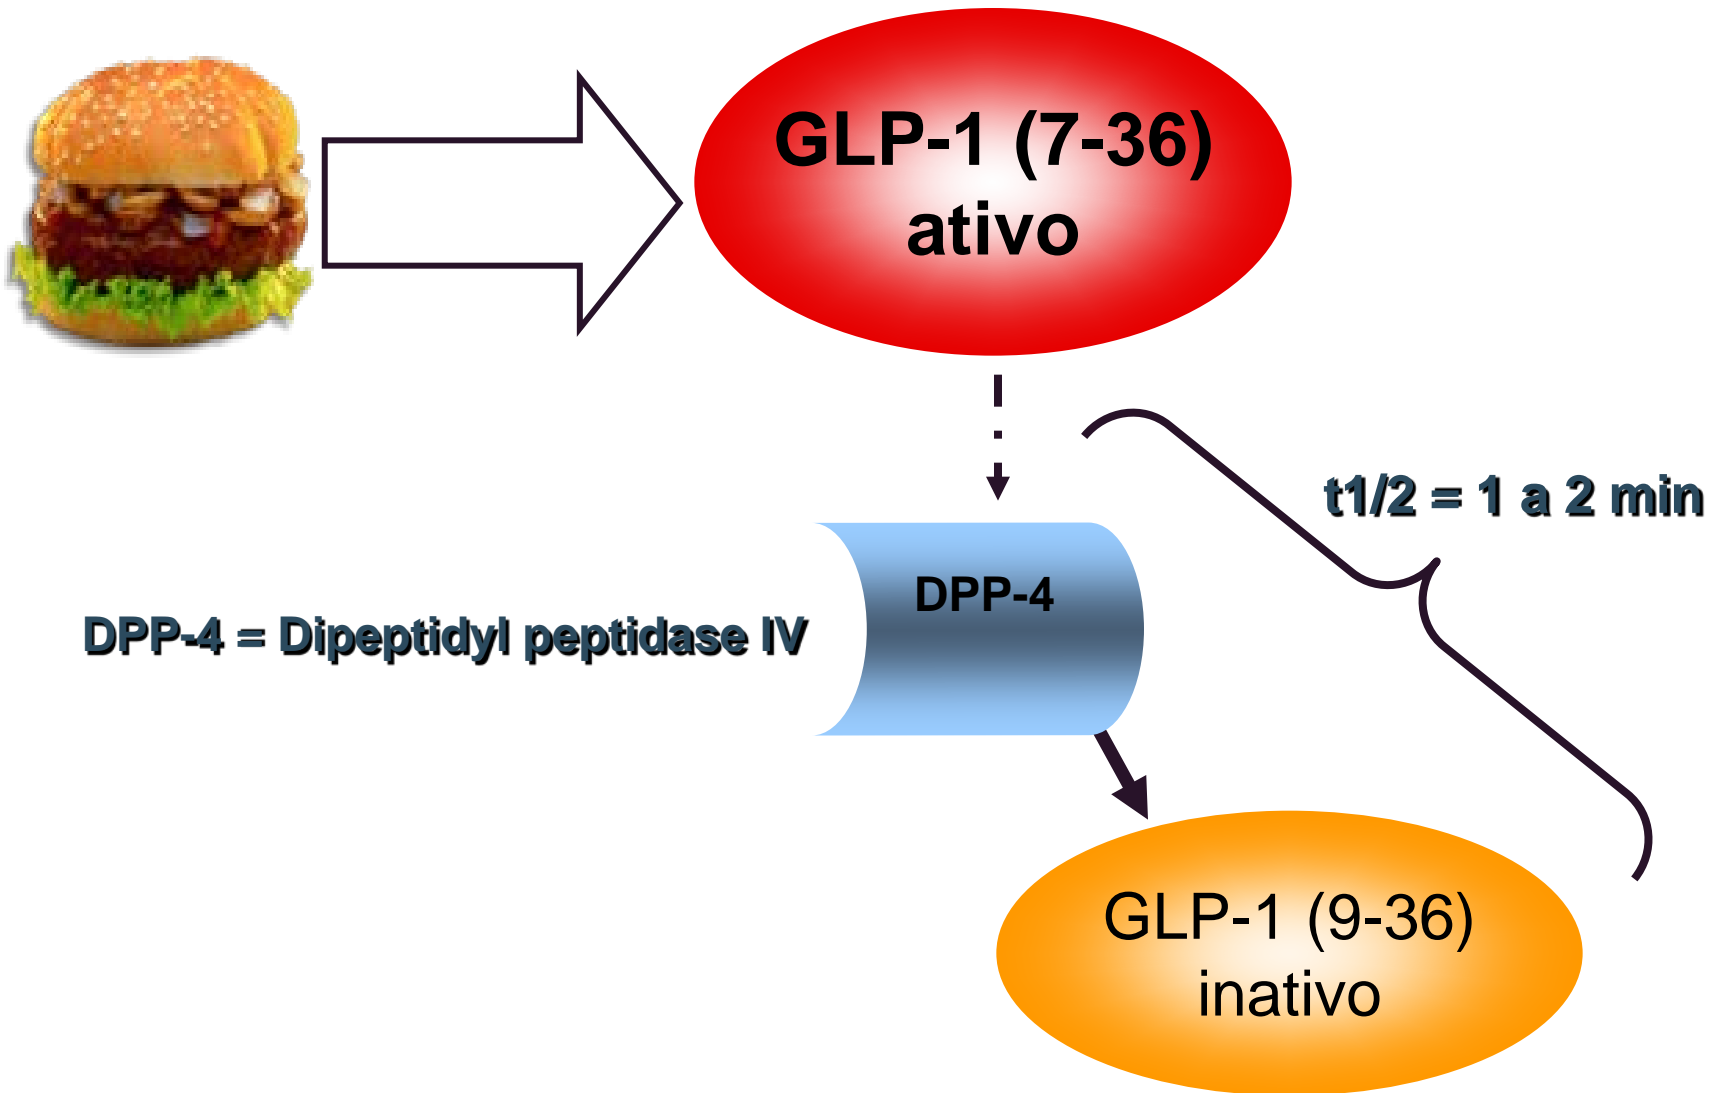 GLP-1 (7-36)
ativo
t1/2 = 1 a 2 min
DPP-4
DPP-4 = Dipeptidyl peptidase IV
GLP-1 (9-36)
inativo